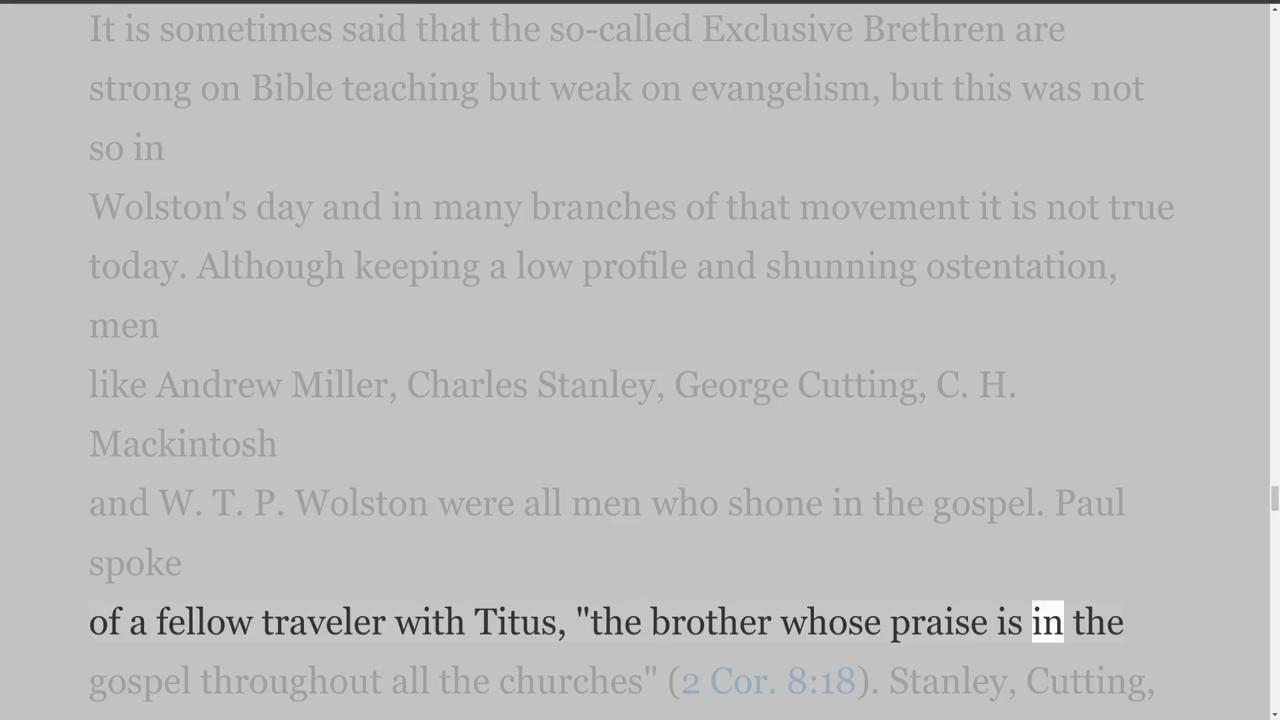 It is sometimes said that the so-called Exclusive Brethren are
strong on Bible teaching but weak on evangelism, but this was not
so in
Wolston's day and in many branches of that movement it is not true
today. Although keeping a low profile and shunning ostentation,
men
like Andrew Miller, Charles Stanley, George Cutting, C. H.
Mackintosh
and W. T. P. Wolston were all men who shone in the gospel. Paul
spoke
of a fellow traveler with Titus, "the brother whose praise is in the
gospel throughout all the churches" (2 Cor. 8:18). Stanley, Cutting,